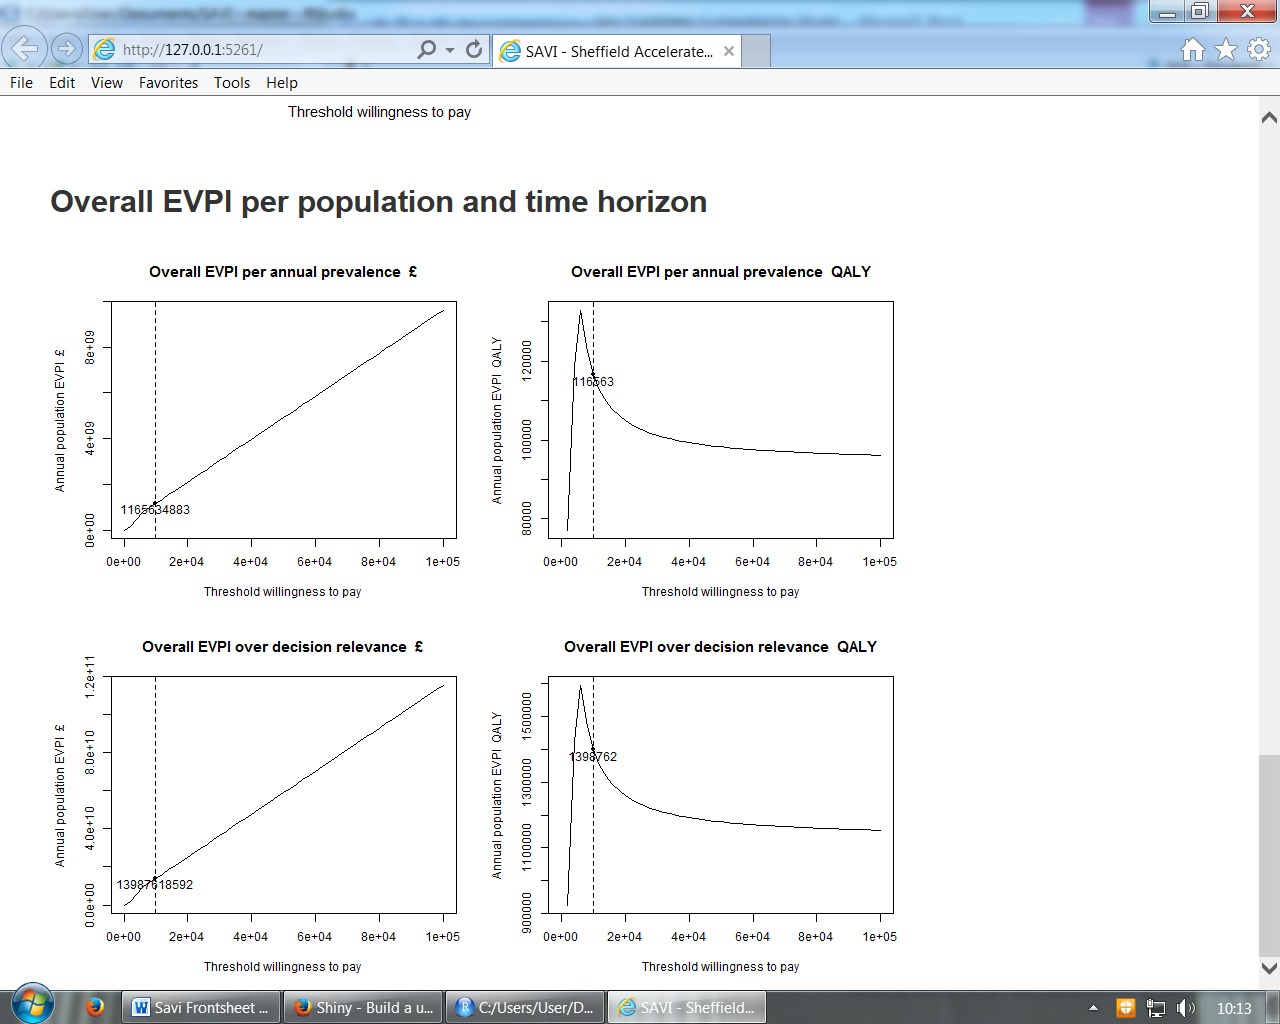 http://127.0.0.1:5261/
SAVI - Sheffield Accelerate...
File Edit View Favorites Tools Help
Threshold willingness to pay
Overall EVPI per population and time horizon
Overall EVPI per annual prevalence £
Annual population EVPI £
0e+00 4e+09 8e+09
1165634883
0e+00 2e+04 4e+04 6e+04 8e+04 1e+05
Threshold willingness to pay
Overall EVPI per annual prevalence QALY
Annual population EVPI QALY
80000 100000 120000
116563
0e+00 2e+04 4e+04 6e+04 8e+04 1e+05
Threshold willingness to pay
Overall EVPI over decision relevance £
Annual population EVPI £
0.0e+00 4.0e+10 8.0e+10 1.2e+11
13987618592
0e+00 2e+04 4e+04 6e+04 8e+04 1e+05
Threshold willingness to pay
Overall EVPI over decision relevance QALY
Annual population EVPI QALY
900000 1100000 1300000 1500000
1398762
0e+00 2e+04 4e+04 6e+04 8e+04 1e+05
Threshold willingness to pay
Savi Frontsheet ...
Shiny - Build a u...
C:/Users/User/D...
SAVI - Sheffield...
10:13